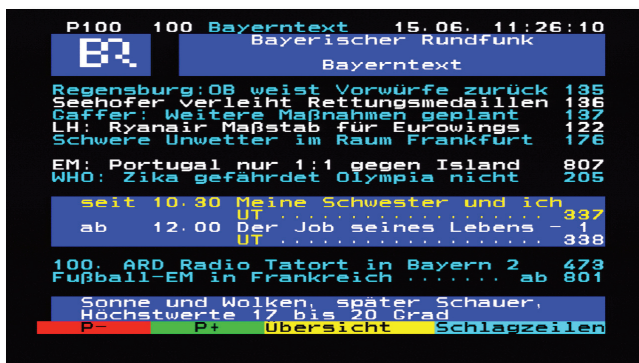 P100 100 Bayerntext 15.06. 11:26:10
BR Bayerischer Rundfunk
Bayerntext
Regensburg:OB weist Vorwürfe zurück 135
Seehofer verleiht Rettungsmedaillen 136
Gaffer: Weitere Maßnahmen geplant 137
LH: Ryanair Maßstab für Eurowings 122
Schwere Unwetter im Raum Frankfurt 176
EM: Portugal nur 1:1 gegen Island 807
WHO: Zika gefährdet Olympia nicht 205
seit 10.30 Meine Schwester und ich
UT .................... 337
ab 12.00 Der Job seines Lebens - 1
UT .................... 338
100. ARD Radio Tatort in Bayern 2 473
Fußball-EM in Frankreich ....... ab 801
Sonne und Wolken, später Schauer,
Höchstwerte 17 bis 20 Grad
P- P+ Übersicht Schlagzeilen